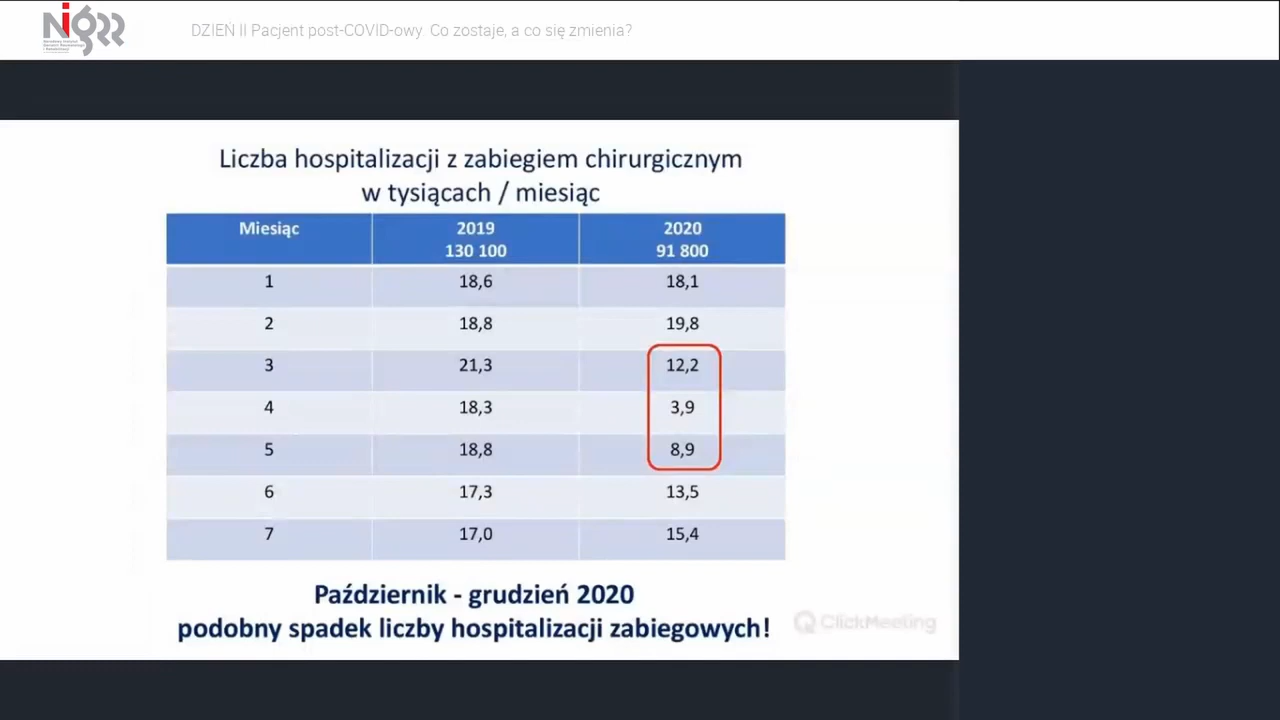 DZIEŃ II Pacjent post-COVID-owy. Co zostaje, a co się zmienia?
Liczba hospitalizacji z zabiegiem chirurgicznym
w tysiącach / miesiąc
Miesiąc 2019 2020
130 100 91 800
1 18,6 18,1
2 18,8 19,8
3 21,3 12,2
4 18,3 3,9
5 18,8 8,9
6 17,3 13,5
7 17,0 15,4
Październik - grudzień 2020
podobny spadek liczby hospitalizacji zabiegowych!
ClickMeeting